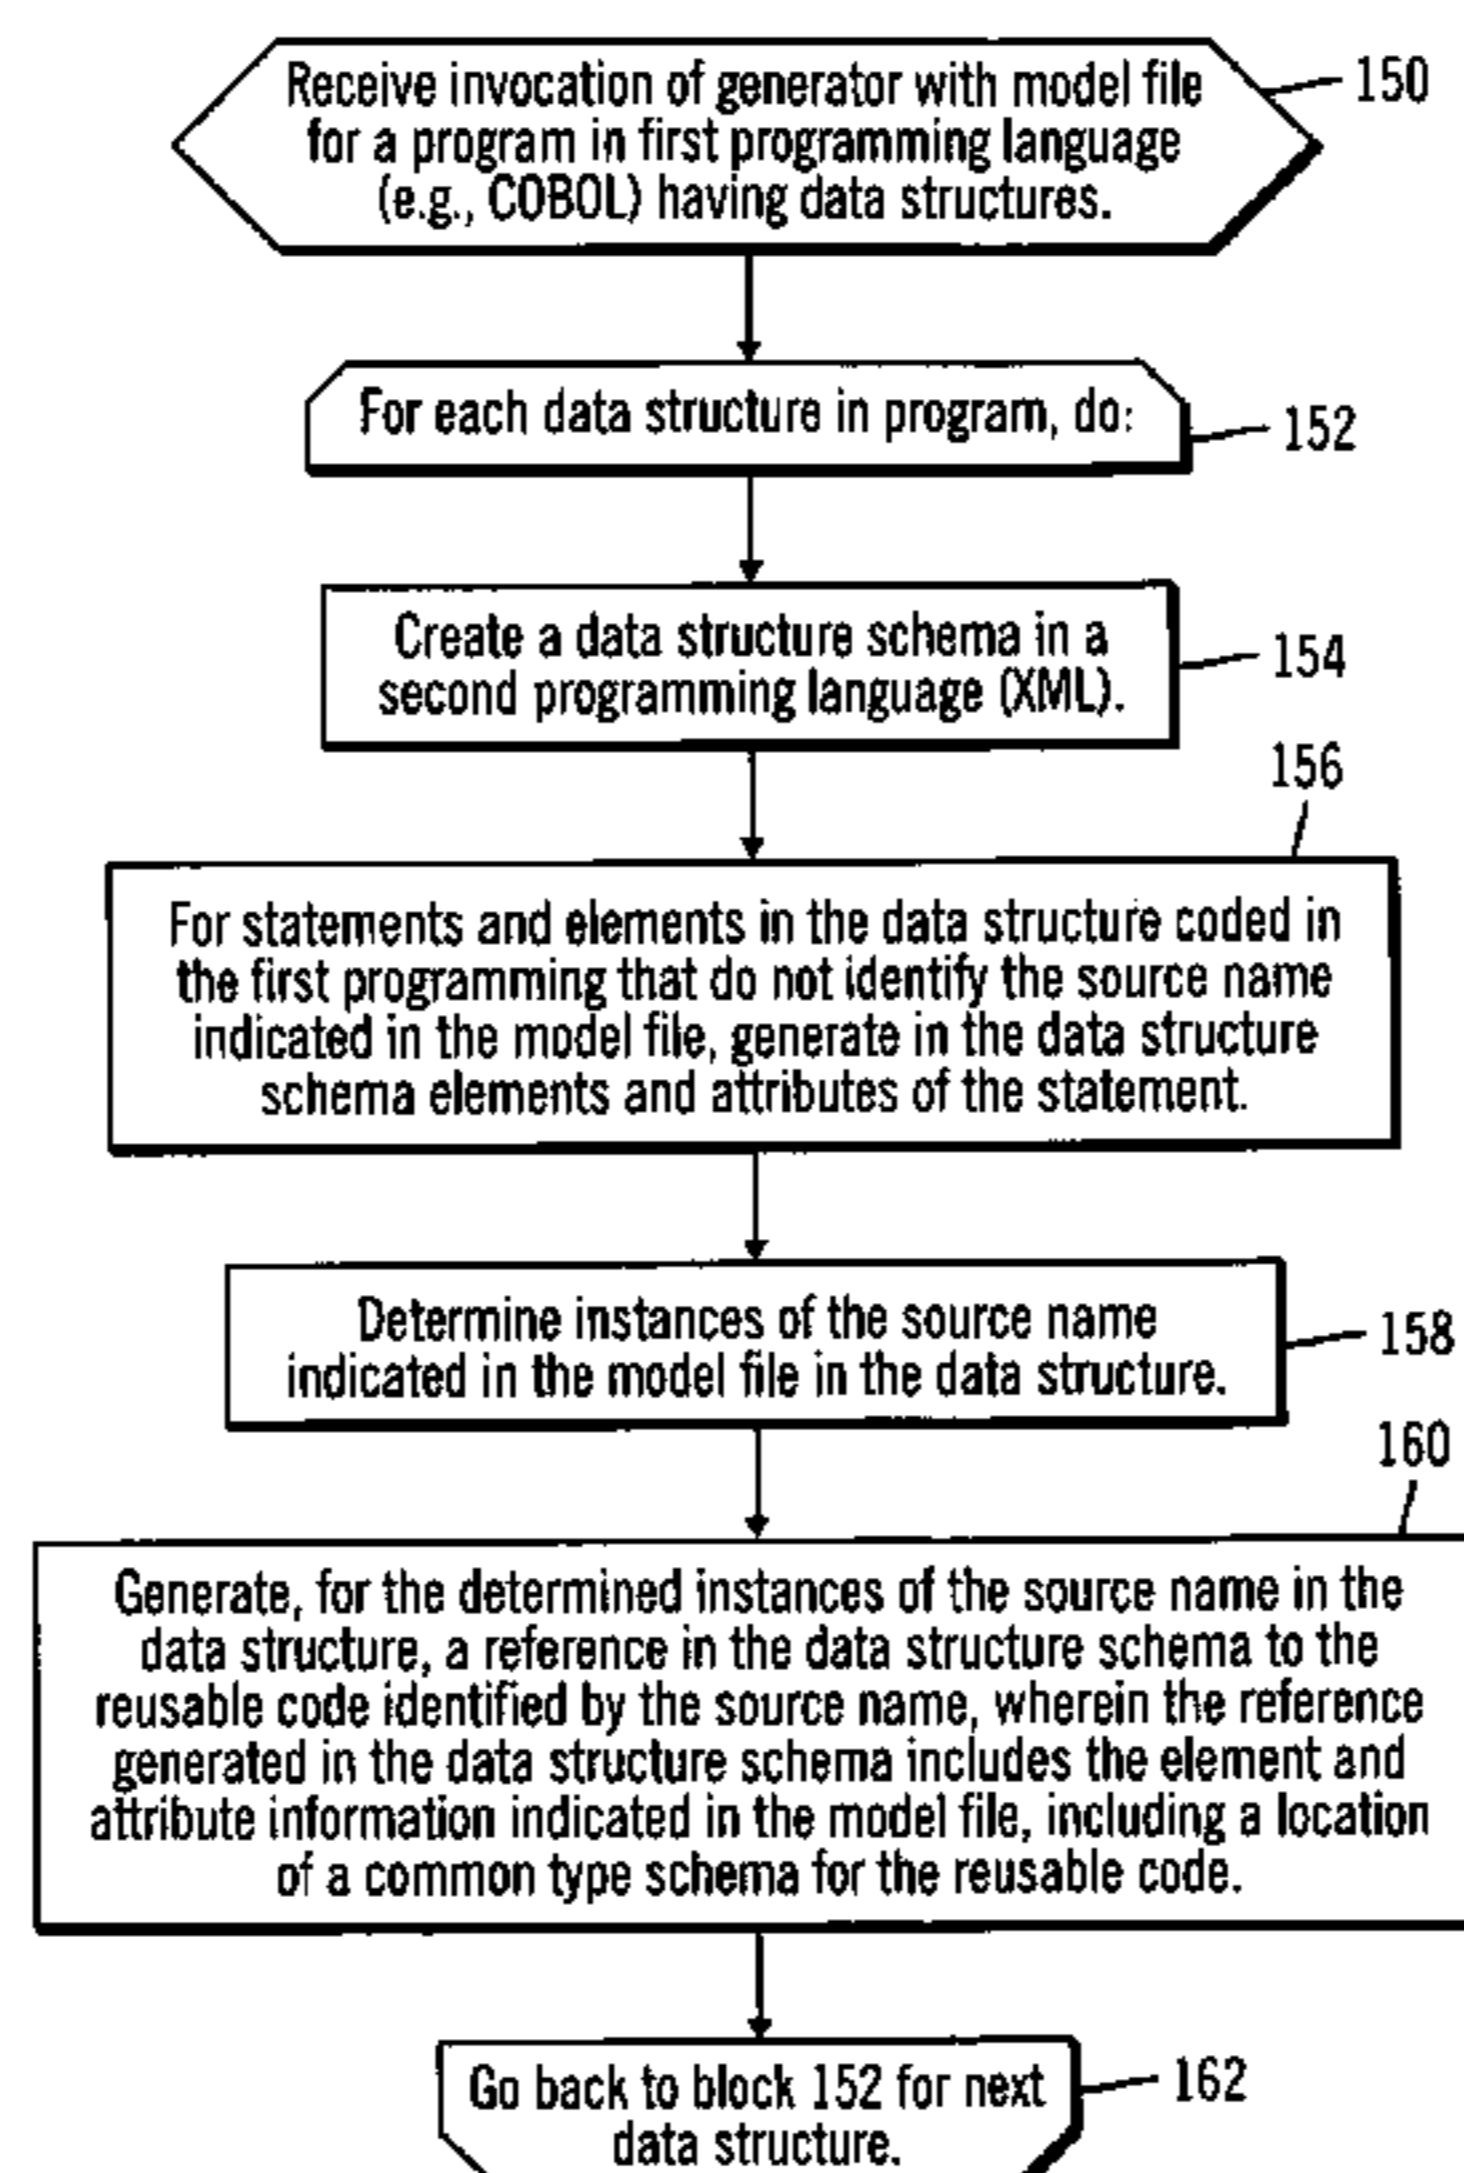 Receive invocation of generator with model file
for a program in first programming language
(e.g., COBOL) having data structures.
150
For each data structure in program, do:
152
Create a data structure schema in a
second programming language (XML).
154
156
For statements and elements in the data structure coded in
the first programming that do not identify the source name
indicated in the model file, generate in the data structure
schema elements and attributes of the statement.
Determine instances of the source name
indicated in the model file in the data structure.
158
160
Generate, for the determined instances of the source name in the
data structure, a reference in the data structure schema to the
reusable code identified by the source name, wherein the reference
generated in the data structure schema includes the element and
attribute information indicated in the model file, including a location
of a common type schema for the reusable code.
Go back to block 152 for next
data structure.
162